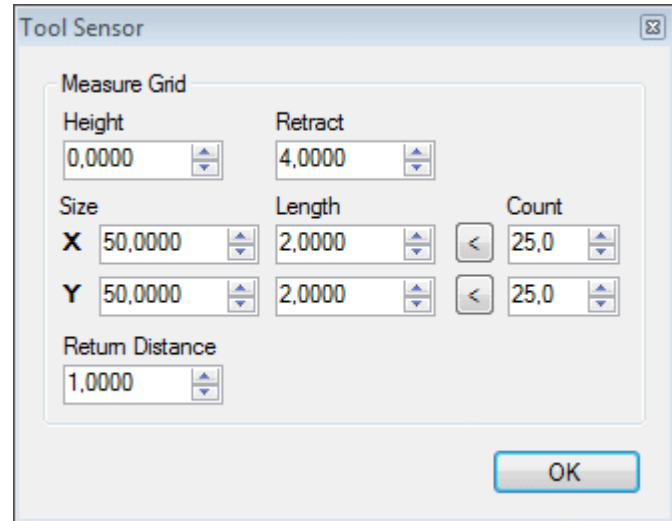 Tool Sensor
Measure Grid
Height Retract
0,0000 4,0000
Size Length Count
X 50,0000 2,0000 < 25,0
Y 50,0000 2,0000 < 25,0
Return Distance
1,0000
OK